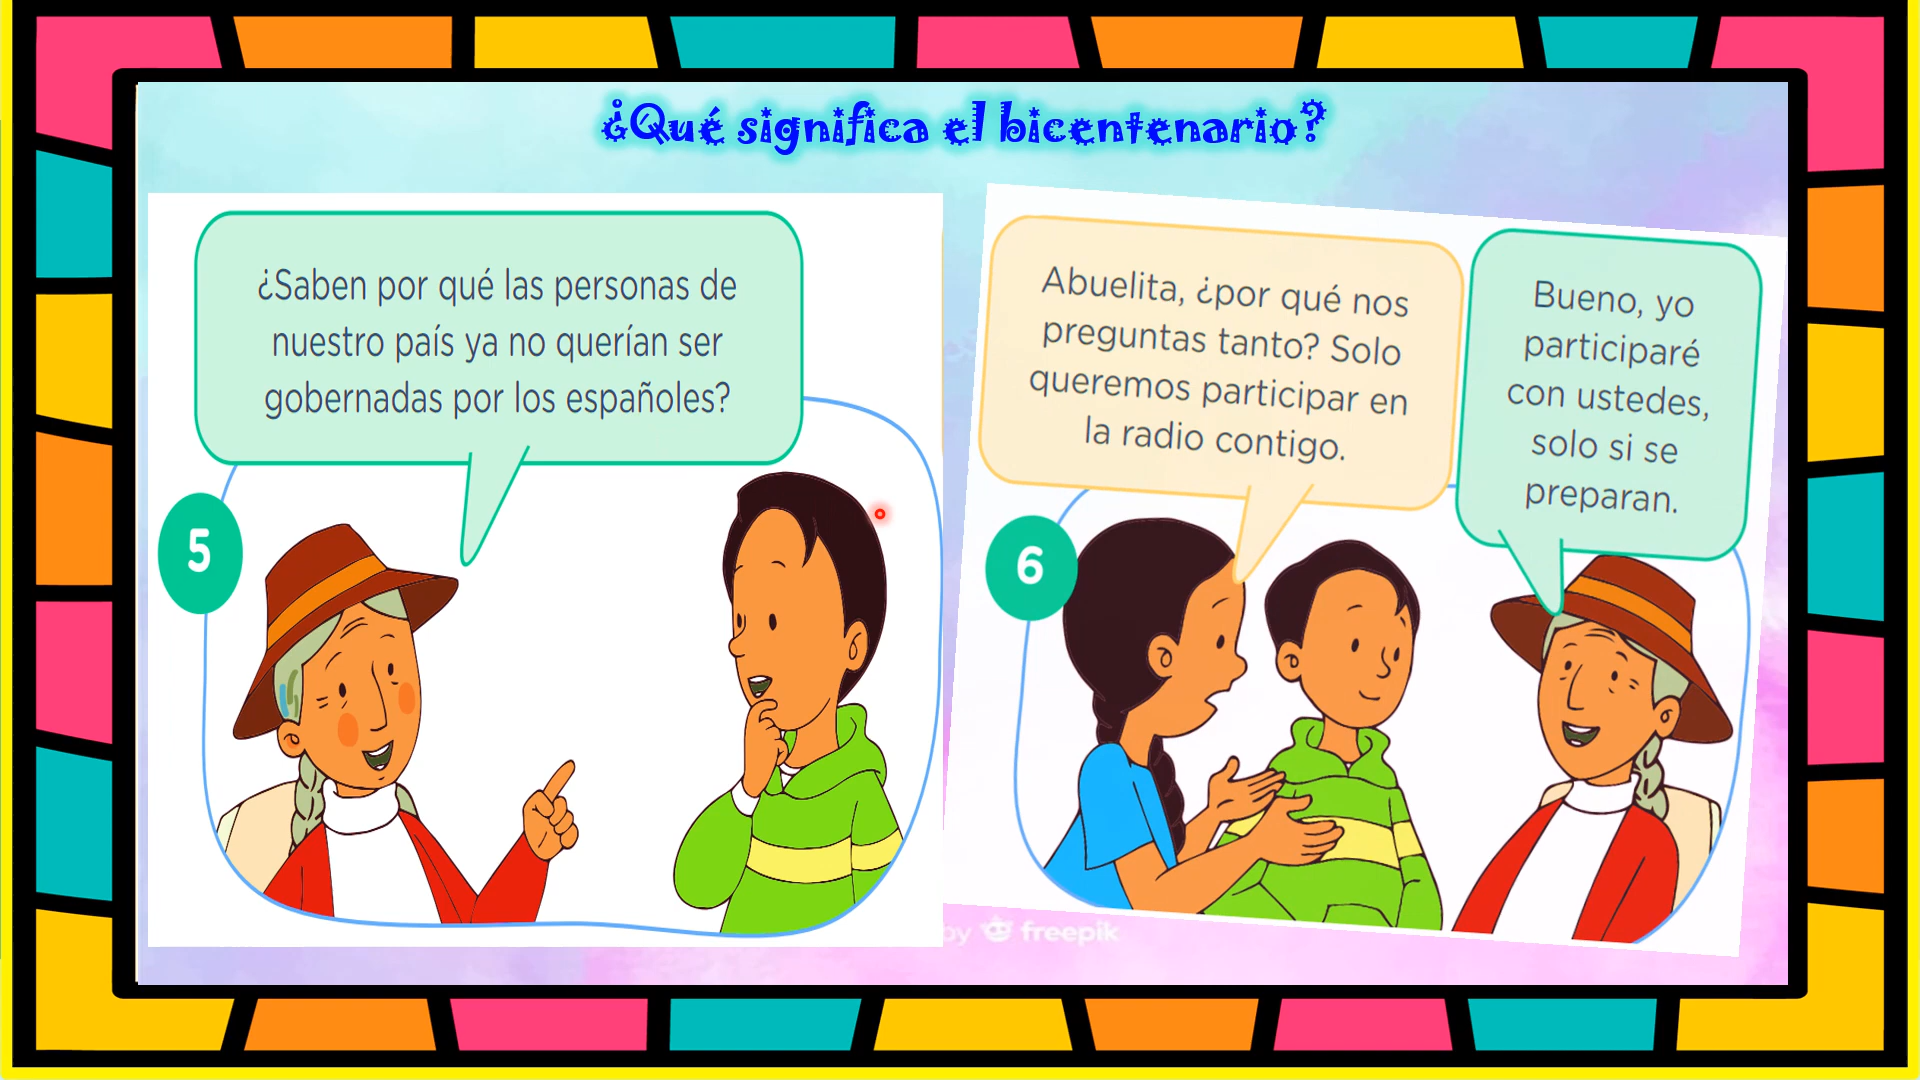 ¿Qué significa el bicentenario?
¿Saben por qué las personas de
nuestro país ya no querían ser
gobernadas por los españoles?
5
Abuelita, ¿por qué nos
preguntas tanto? Solo
queremos participar en
la radio contigo.
Bueno, yo
participaré
con ustedes,
solo si se
preparan.
6
by freepik